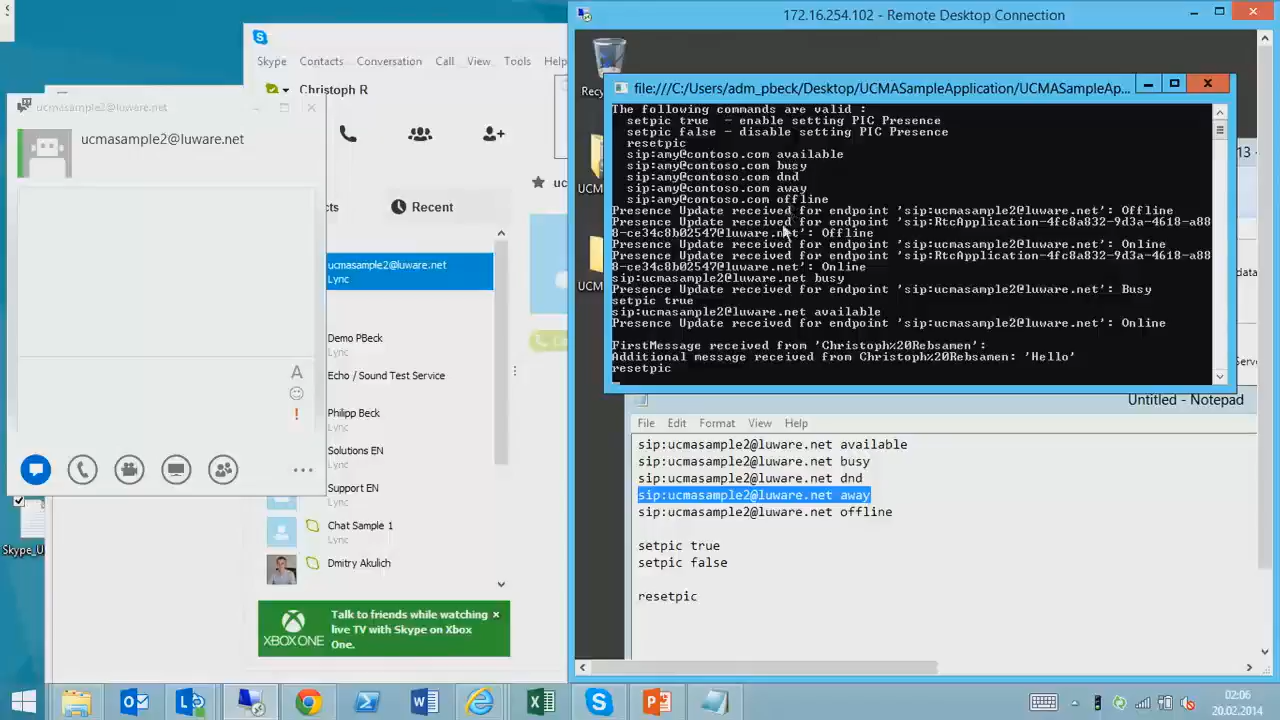 172.16.254.102 - Remote Desktop Connection
Skype Contacts Conversation Call View Tools Help
Christoph R
ucmasample2@luware.net
ucmasample2@luware.net
Recent
ucmasample2@luware.net
Lync
Demo PBeck
Lync
Echo / Sound Test Service
Philipp Beck
Lync
Solutions EN
Lync
Support EN
Lync
Chat Sample 1
Lync
Dmitry Akulich
Talk to friends while watching
live TV with Skype on Xbox
One.
XBOX ONE
Skype_U
file:///C:/Users/adm_pbeck/Desktop/UCMASampleApplication/UCMASampleAp...
The following commands are valid :
setpic true - enable setting PIC Presence
setpic false - disable setting PIC Presence
resetpic
sip:amy@contoso.com available
sip:amy@contoso.com busy
sip:amy@contoso.com dnd
sip:amy@contoso.com away
sip:amy@contoso.com offline
Presence Update received for endpoint 'sip:ucmasample2@luware.net': Offline
Presence Update received for endpoint 'sip:RtcApplication-4fc8a832-9d3a-4618-a88
8-ce34c8b02547@luware.net': Offline
Presence Update received for endpoint 'sip:ucmasample2@luware.net': Online
Presence Update received for endpoint 'sip:RtcApplication-4fc8a832-9d3a-4618-a88
8-ce34c8b02547@luware.net': Online
sip:ucmasample2@luware.net busy
Presence Update received for endpoint 'sip:ucmasample2@luware.net': Busy
setpic true
sip:ucmasample2@luware.net available
Presence Update received for endpoint 'sip:ucmasample2@luware.net': Online
FirstMessage received from 'Christoph%20Rebsamen':
Additional message received from Christoph%20Rebsamen: 'Hello'
resetpic
Untitled - Notepad
File Edit Format View Help
sip:ucmasample2@luware.net available
sip:ucmasample2@luware.net busy
sip:ucmasample2@luware.net dnd
sip:ucmasample2@luware.net away
sip:ucmasample2@luware.net offline
setpic true
setpic false
resetpic
02:06
20.02.2014